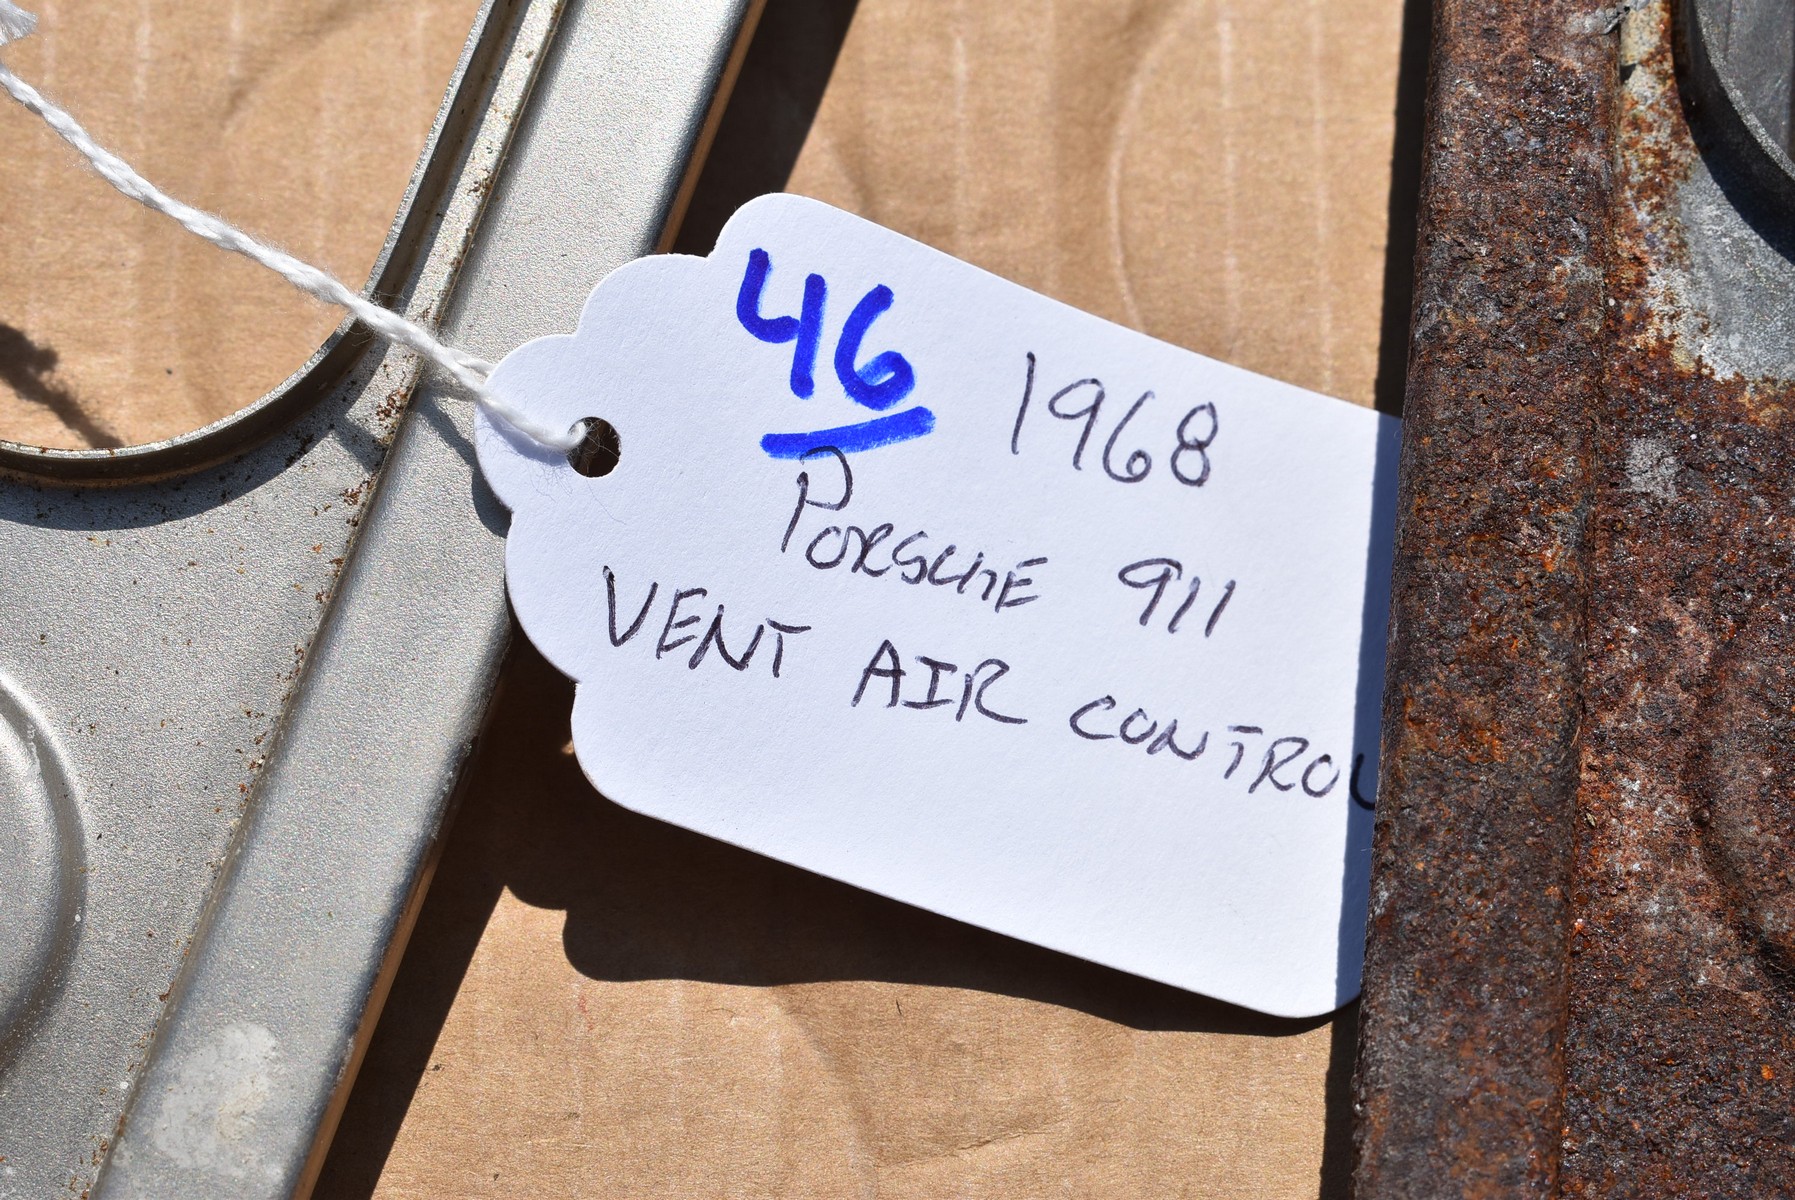 46
1968
PORSCHE 911
VENT AIR CONTROL